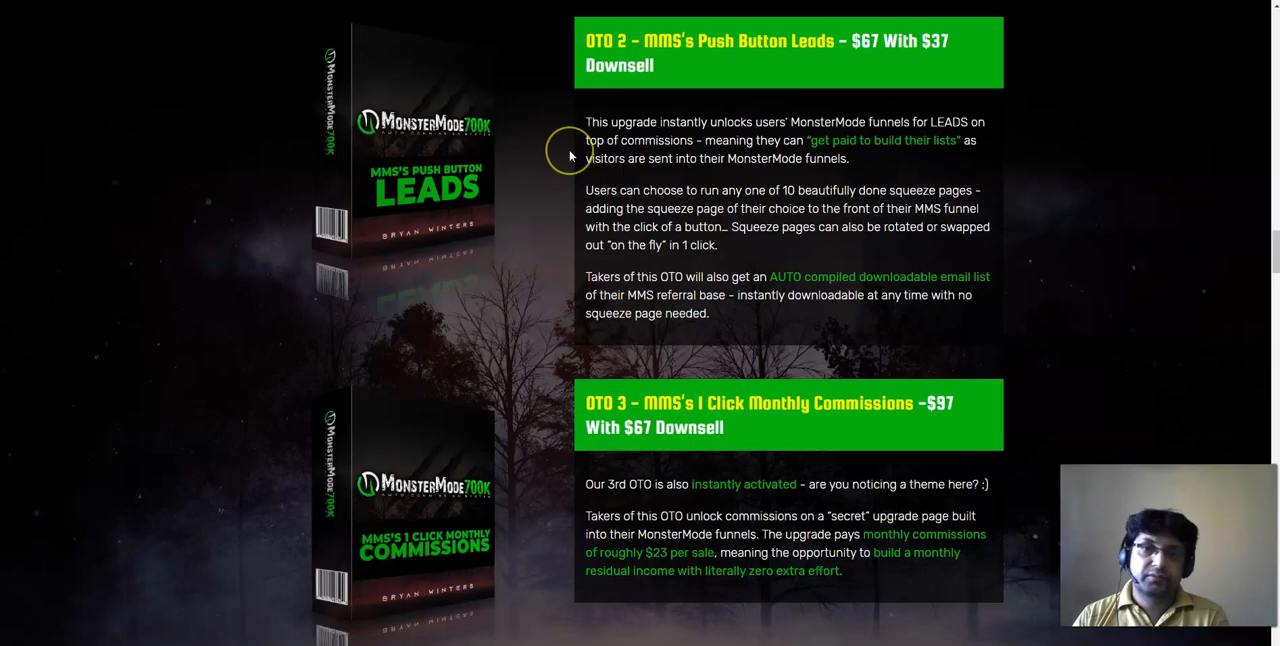 OTO 2 - MMS's Push Button Leads - $67 With $37
Downsell
MONSTERMODE700K
MONSTERMODE700K
AUTO COMMISSION SYSTEM
MMS'S PUSH BUTTON
LEADS
BRYAN WINTERS
This upgrade instantly unlocks users' MonsterMode funnels for LEADS on
top of commissions - meaning they can "get paid to build their lists" as
visitors are sent into their MonsterMode funnels.
Users can choose to run any one of 10 beautifully done squeeze pages -
adding the squeeze page of their choice to the front of their MMS funnel
with the click of a button... Squeeze pages can also be rotated or swapped
out "on the fly" in 1 click.
Takers of this OTO will also get an AUTO compiled downloadable email list
of their MMS referral base - instantly downloadable at any time with no
squeeze page needed.
OTO 3 - MMS's 1 Click Monthly Commissions -$97
With $67 Downsell
MONSTERMODE700K
MONSTERMODE700K
MMS'S 1 CLICK MONTHLY
COMMISSIONS
BRYAN WINTERS
Our 3rd OTO is also instantly activated - are you noticing a theme here? ;)
Takers of this OTO unlock commissions on a "secret" upgrade page built
into their MonsterMode funnels. The upgrade pays monthly commissions
of roughly $23 per sale, meaning the opportunity to build a monthly
residual income with literally zero extra effort.